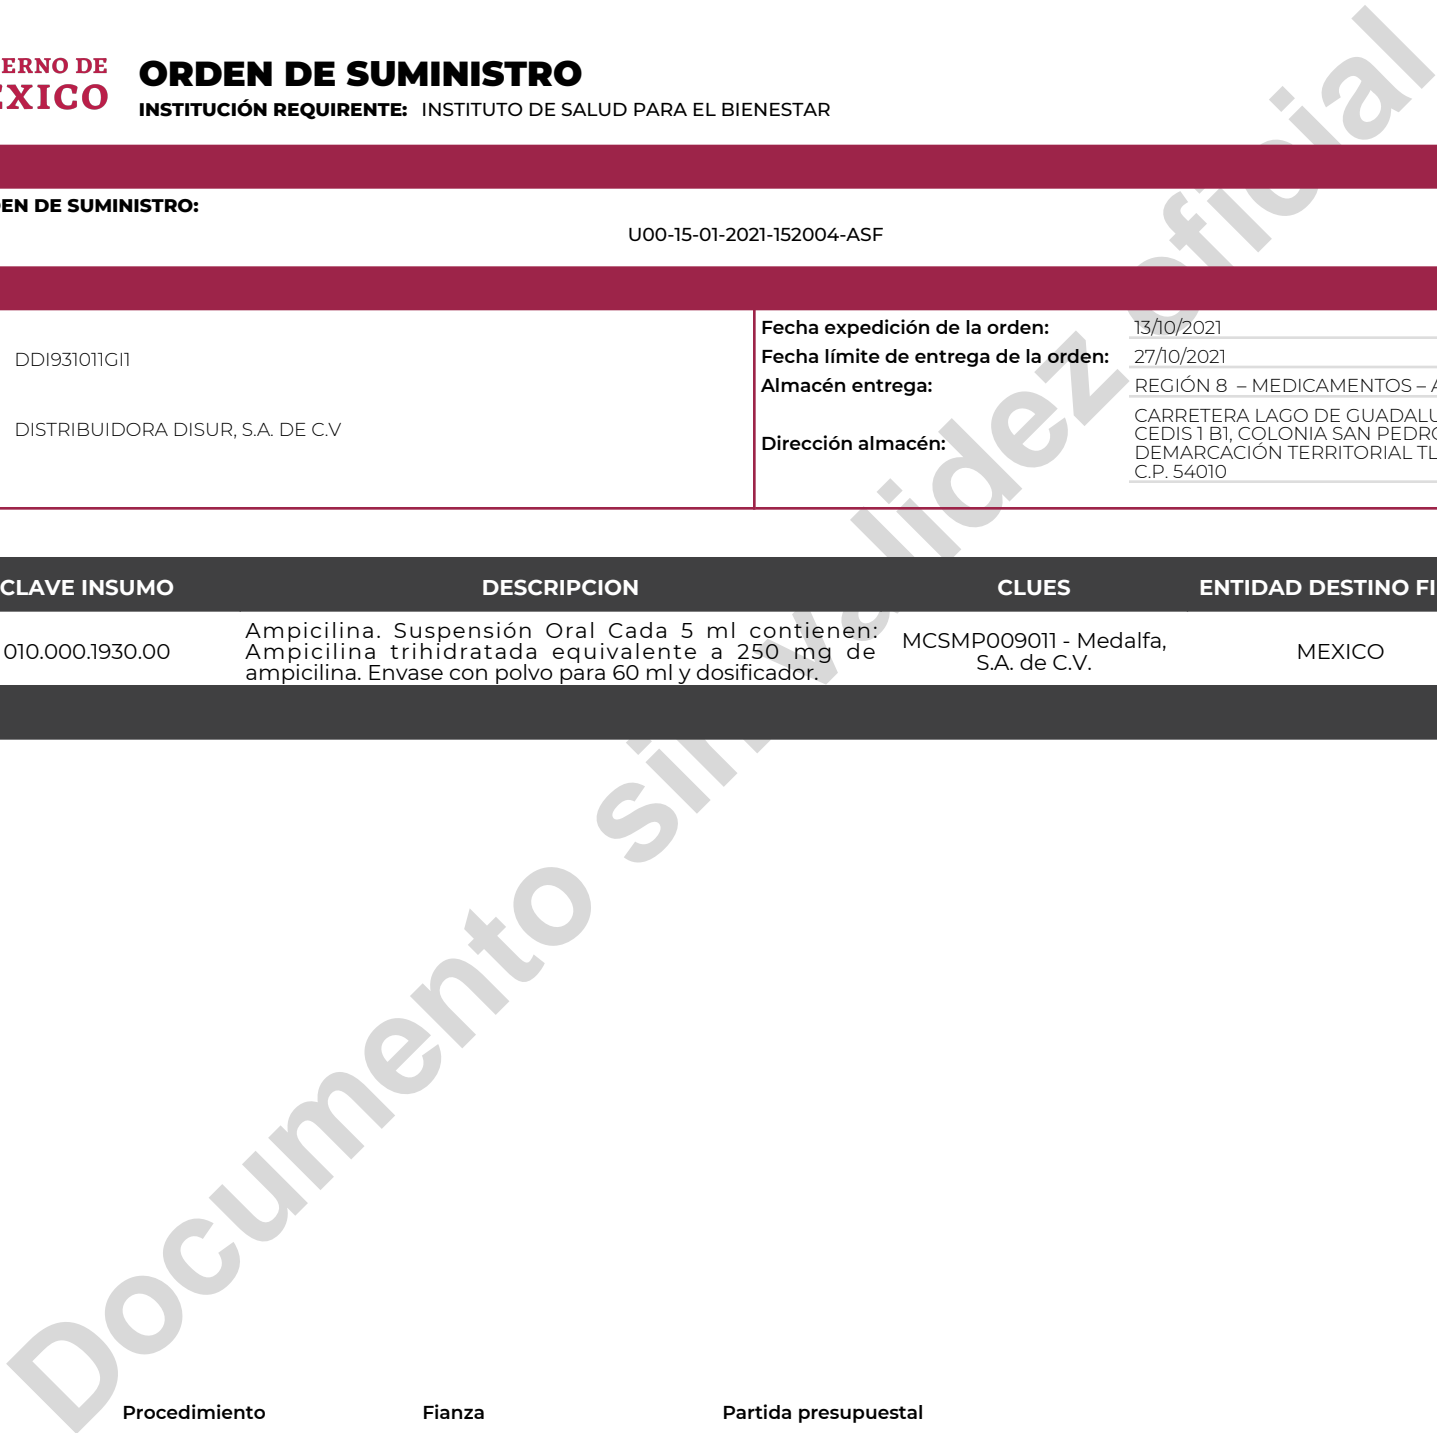 ERNO DE
EXICO
ORDEN DE SUMINISTRO
INSTITUCIÓN REQUIRENTE: INSTITUTO DE SALUD PARA EL BIENESTAR
EN DE SUMINISTRO:
U00-15-01-2021-152004-ASF
DDI931011GI1
DISTRIBUIDORA DISUR, S.A. DE C.V
Fecha expedición de la orden: 13/10/2021
Fecha límite de entrega de la orden: 27/10/2021
Almacén entrega: REGIÓN 8 – MEDICAMENTOS – A
Dirección almacén:
CARRETERA LAGO DE GUADALU
CEDIS 1 B1, COLONIA SAN PEDRO
DEMARCACIÓN TERRITORIAL TL
C.P. 54010
CLAVE INSUMO DESCRIPCION CLUES ENTIDAD DESTINO FI
010.000.1930.00
Ampicilina. Suspensión Oral Cada 5 ml contienen:
Ampicilina trihidratada equivalente a 250 mg de
ampicilina. Envase con polvo para 60 ml y dosificador.
MCSMP009011 - Medalfa,
S.A. de C.V.
MEXICO
Documento sin validez oficial
Procedimiento Fianza Partida presupuestal